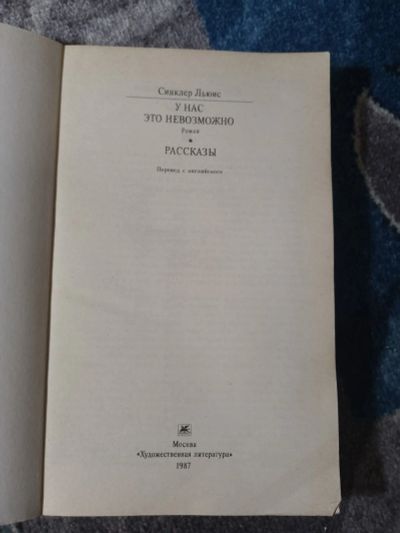 Синклер Льюис
У НАС
ЭТО НЕВОЗМОЖНО
Роман
РАССКАЗЫ
Перевод с английского
Москва
«Художественная литература»
1987